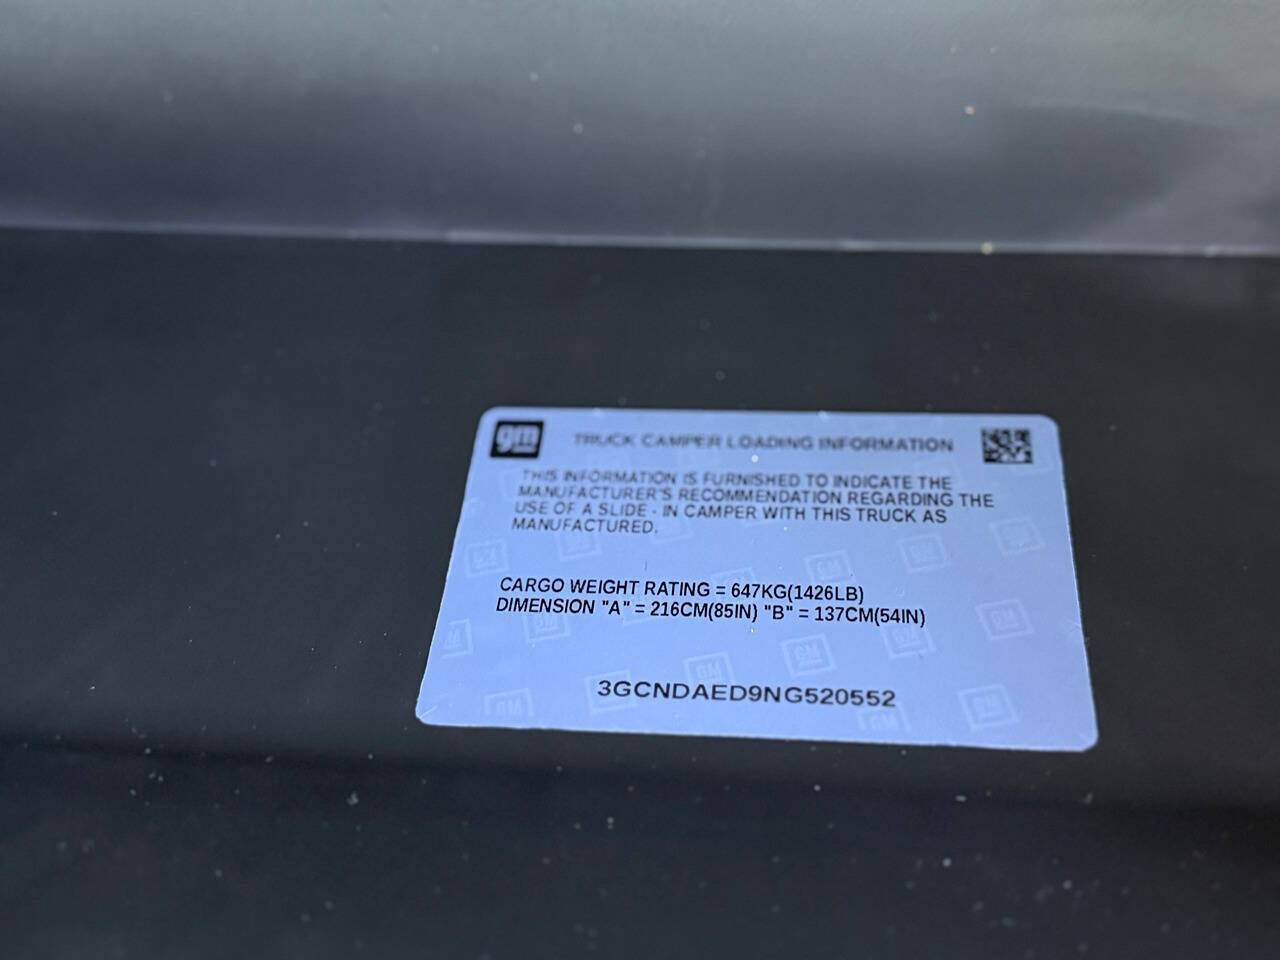 gm TRUCK CAMPER LOADING INFORMATION
THIS INFORMATION IS FURNISHED TO INDICATE THE
MANUFACTURER'S RECOMMENDATION REGARDING THE
USE OF A SLIDE - IN CAMPER WITH THIS TRUCK AS
MANUFACTURED.
CARGO WEIGHT RATING = 647KG(1426LB)
DIMENSION "A" = 216CM(85IN) "B" = 137CM(54IN)
3GCNDAED9NG520552